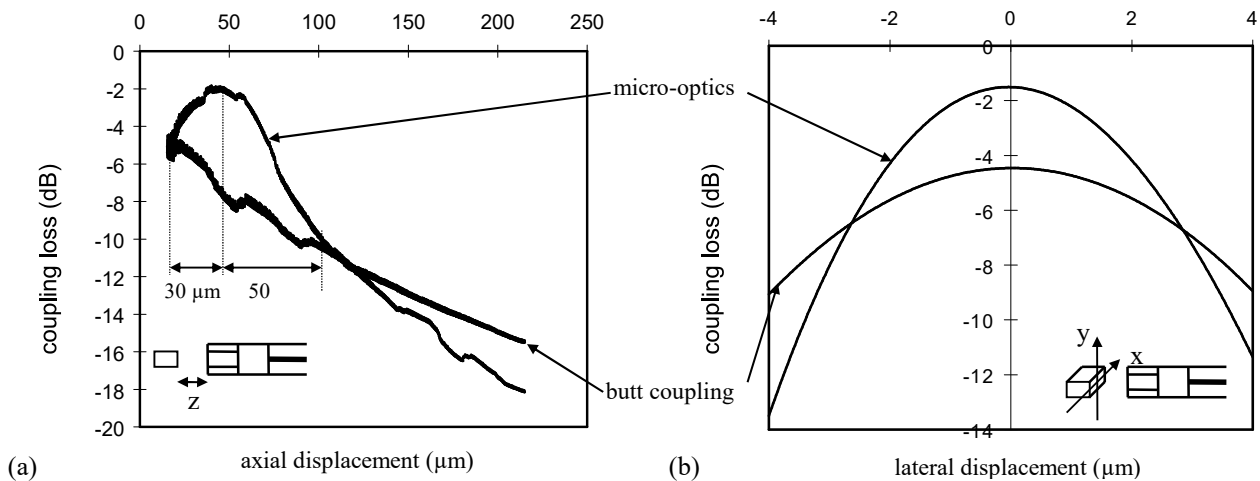 0 50 100 150 200 250
0
-2
-4
-6
-8
-10
-12
-14
-16
-18
-20
coupling loss (dB)
30 µm 50
z
axial displacement (µm)
(a)
micro-optics
butt coupling
-4 -2 0 2 4
0
-2
-4
-6
-8
-10
-12
-14
coupling loss (dB)
y
x
lateral displacement (µm)
(b)